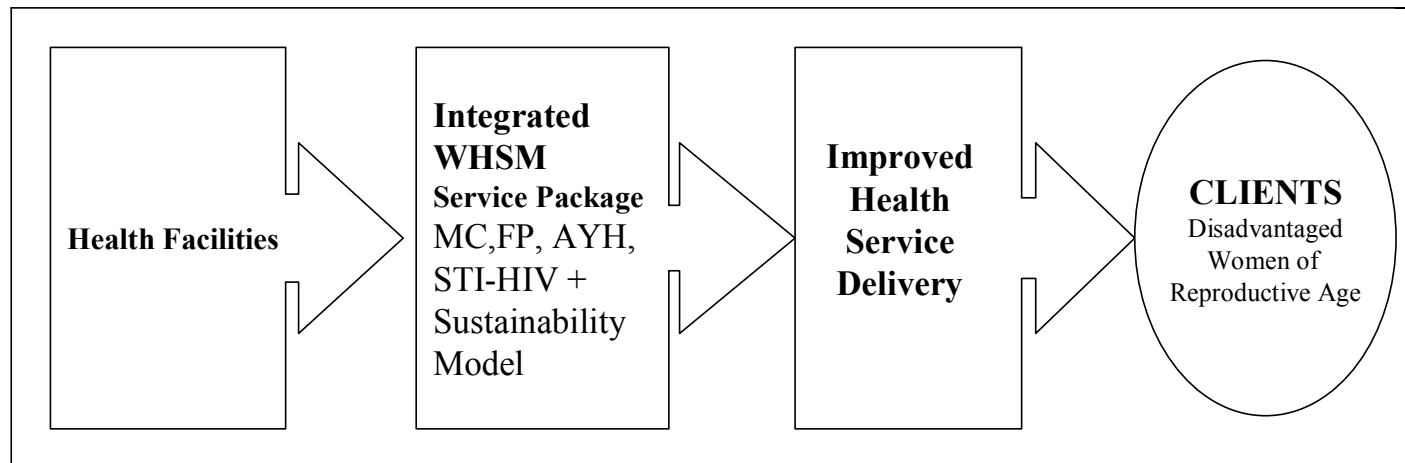 Health Facilities
Integrated
WHSM
Service Package
MC,FP, AYH,
STI-HIV +
Sustainability
Model
Improved
Health
Service
Delivery
CLIENTS
Disadvantaged
Women of
Reproductive Age